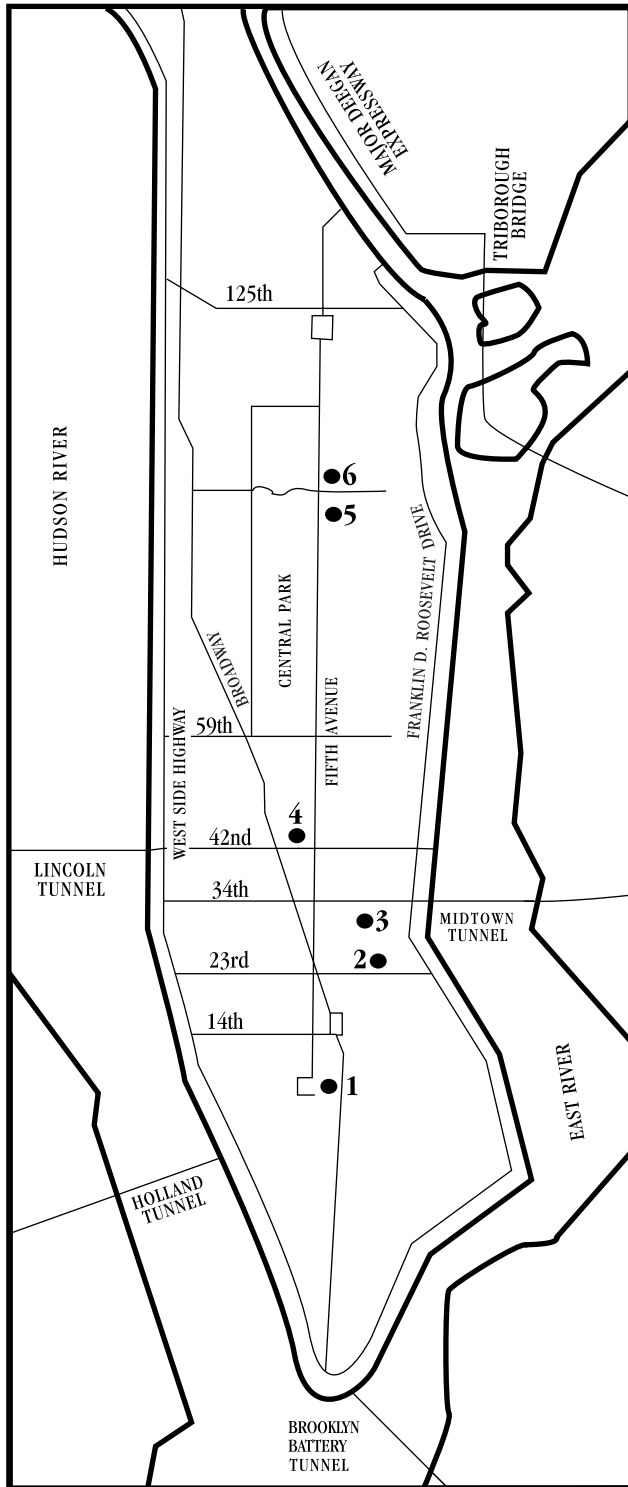 MAJOR DEEGAN
EXPRESSWAY
TRIBOROUGH
BRIDGE
125th
HUDSON RIVER
6
5
FRANKLIN D. ROOSEVELT DRIVE
CENTRAL PARK
BROADWAY
FIFTH AVENUE
59th
WEST SIDE HIGHWAY
4
42nd
LINCOLN
TUNNEL
34th
3
MIDTOWN
TUNNEL
23rd
2
14th
1
EAST RIVER
HOLLAND
TUNNEL
BROOKLYN
BATTERY
TUNNEL